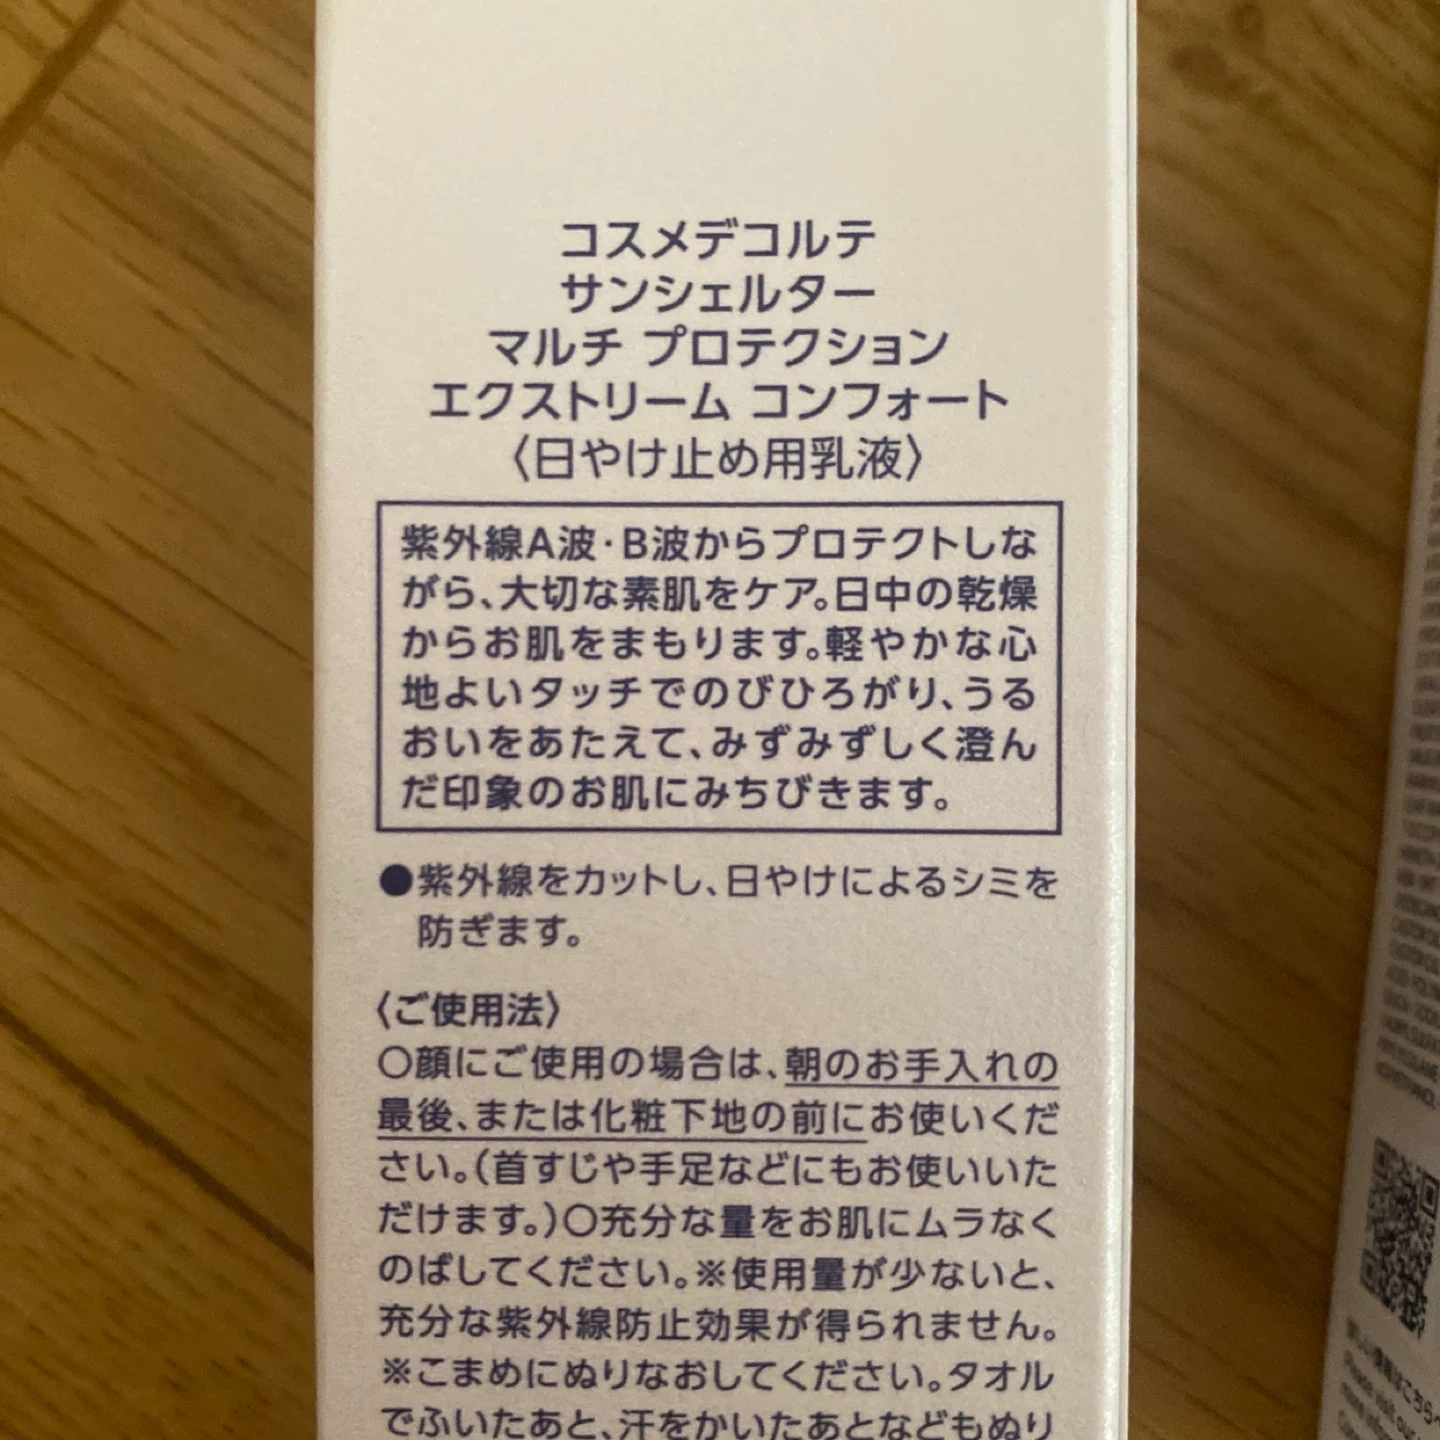 コスメデコルテ
サンシェルター
マルチ プロテクション
エクストリーム コンフォート
〈日やけ止め用乳液〉
紫外線A波・B波からプロテクトしな
がら、大切な素肌をケア。日中の乾燥
からお肌をまもります。軽やかな心
地よいタッチでのびひろがり、うる
おいをあたえて、みずみずしく澄ん
だ印象のお肌にみちびきます。
●紫外線をカットし、日やけによるシミを
防ぎます。
〈ご使用法〉
○顔にご使用の場合は、朝のお手入れの
最後、または化粧下地の前にお使いくだ
さい。(首すじや手足などにもお使いいた
だけます。)○充分な量をお肌にムラなく
のばしてください。※使用量が少ないと、
充分な紫外線防止効果が得られません。
※こまめにぬりなおしてください。タオル
でふいたあと、汗をかいたあとなどもぬり